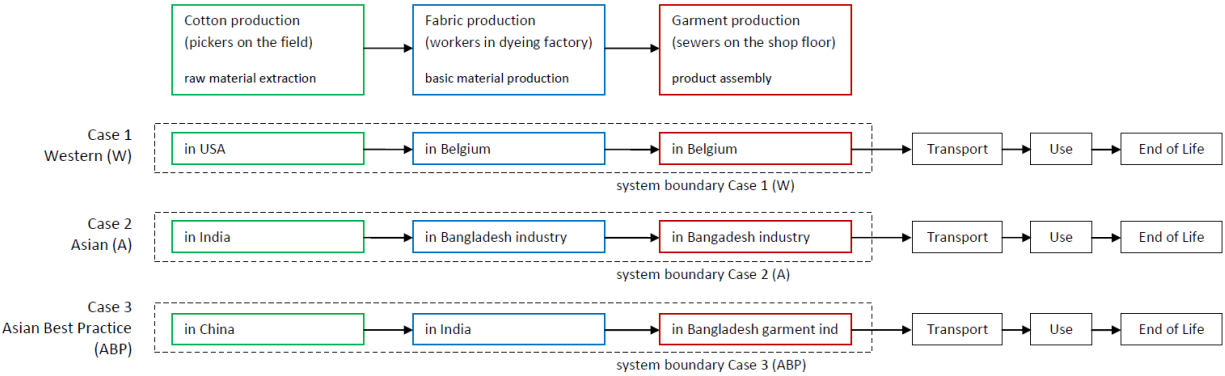 Cotton production
(pickers on the field)
raw material extraction
Fabric production
(workers in dyeing factory)
basic material production
Garment production
(sewers on the shop floor)
product assembly
Case 1
Western (W)
in USA
in Belgium
in Belgium
Transport
Use
End of Life
system boundary Case 1 (W)
Case 2
Asian (A)
in India
in Bangladesh industry
in Bangadesh industry
Transport
Use
End of Life
system boundary Case 2 (A)
Case 3
Asian Best Practice
(ABP)
in China
in India
in Bangladesh garment ind
Transport
Use
End of Life
system boundary Case 3 (ABP)